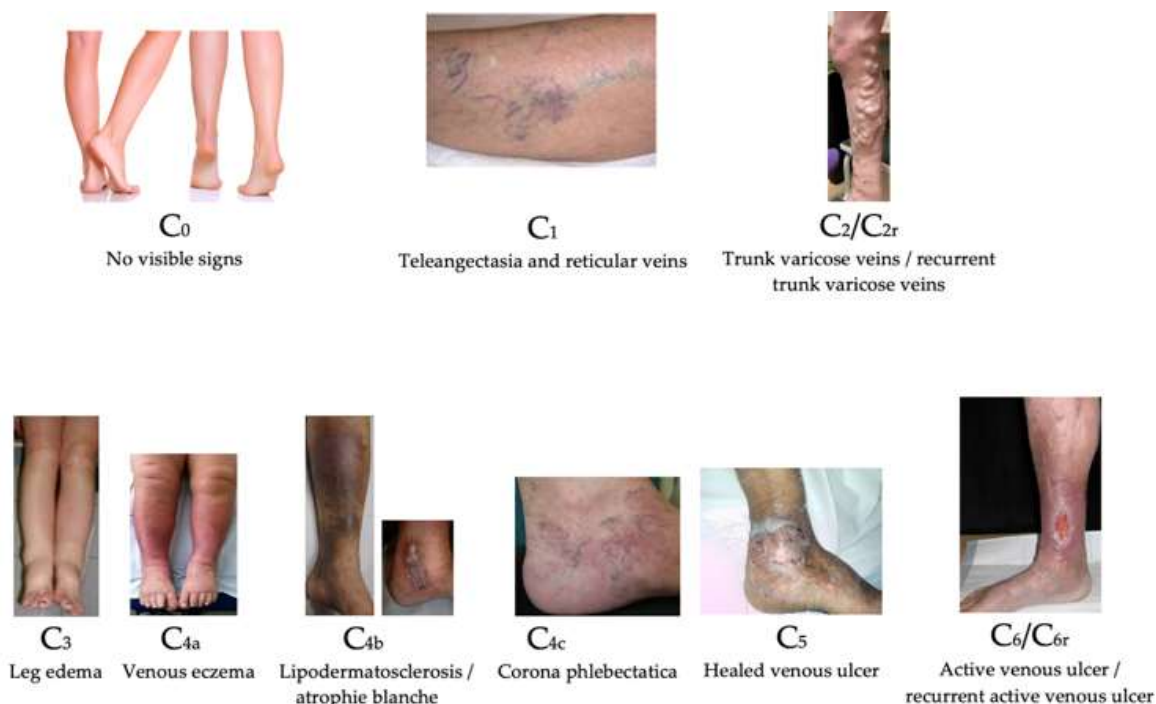 C0
No visible signs
C1
Teleangectasia and reticular veins
C2/C2r
Trunk varicose veins / recurrent
trunk varicose veins
C3
Leg edema
C4a
Venous eczema
C4b
Lipodermatosclerosis /
atrophie blanche
C4c
Corona phlebectatica
C5
Healed venous ulcer
C6/C6r
Active venous ulcer /
recurrent active venous ulcer